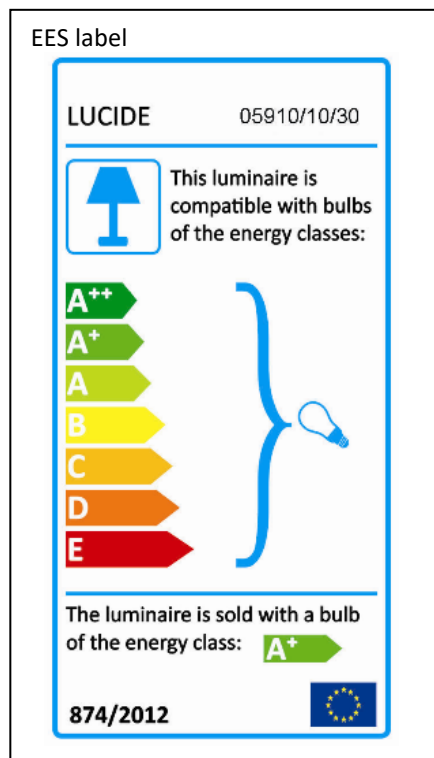 EES label
LUCIDE 05910/10/30
This luminaire is
compatible with bulbs
of the energy classes:
A++
A+
A
B
C
D
E
The luminaire is sold with a bulb
of the energy class: A+
874/2012